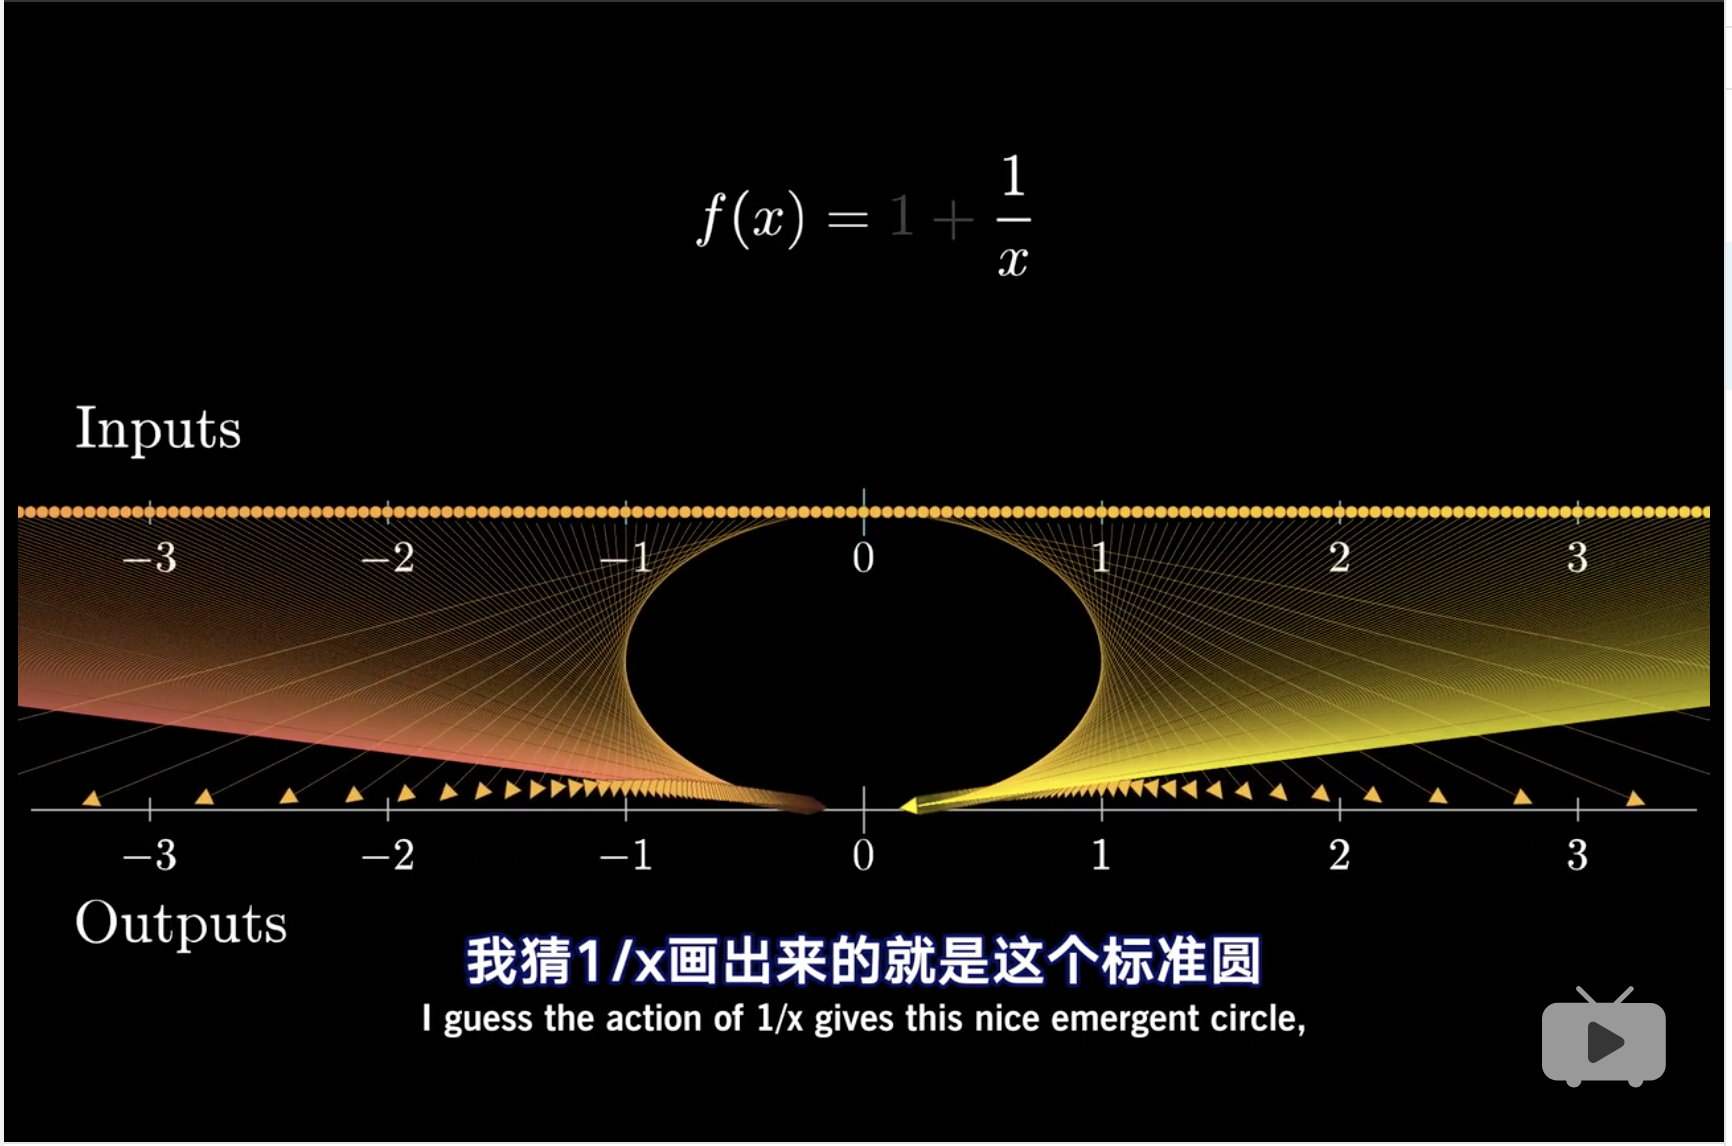 f(x) = 1 + 1/x
Inputs
−3 −2 −1 0 1 2 3
−3 −2 −1 0 1 2 3
Outputs
我猜1/x画出来的就是这个标准圆
I guess the action of 1/x gives this nice emergent circle,